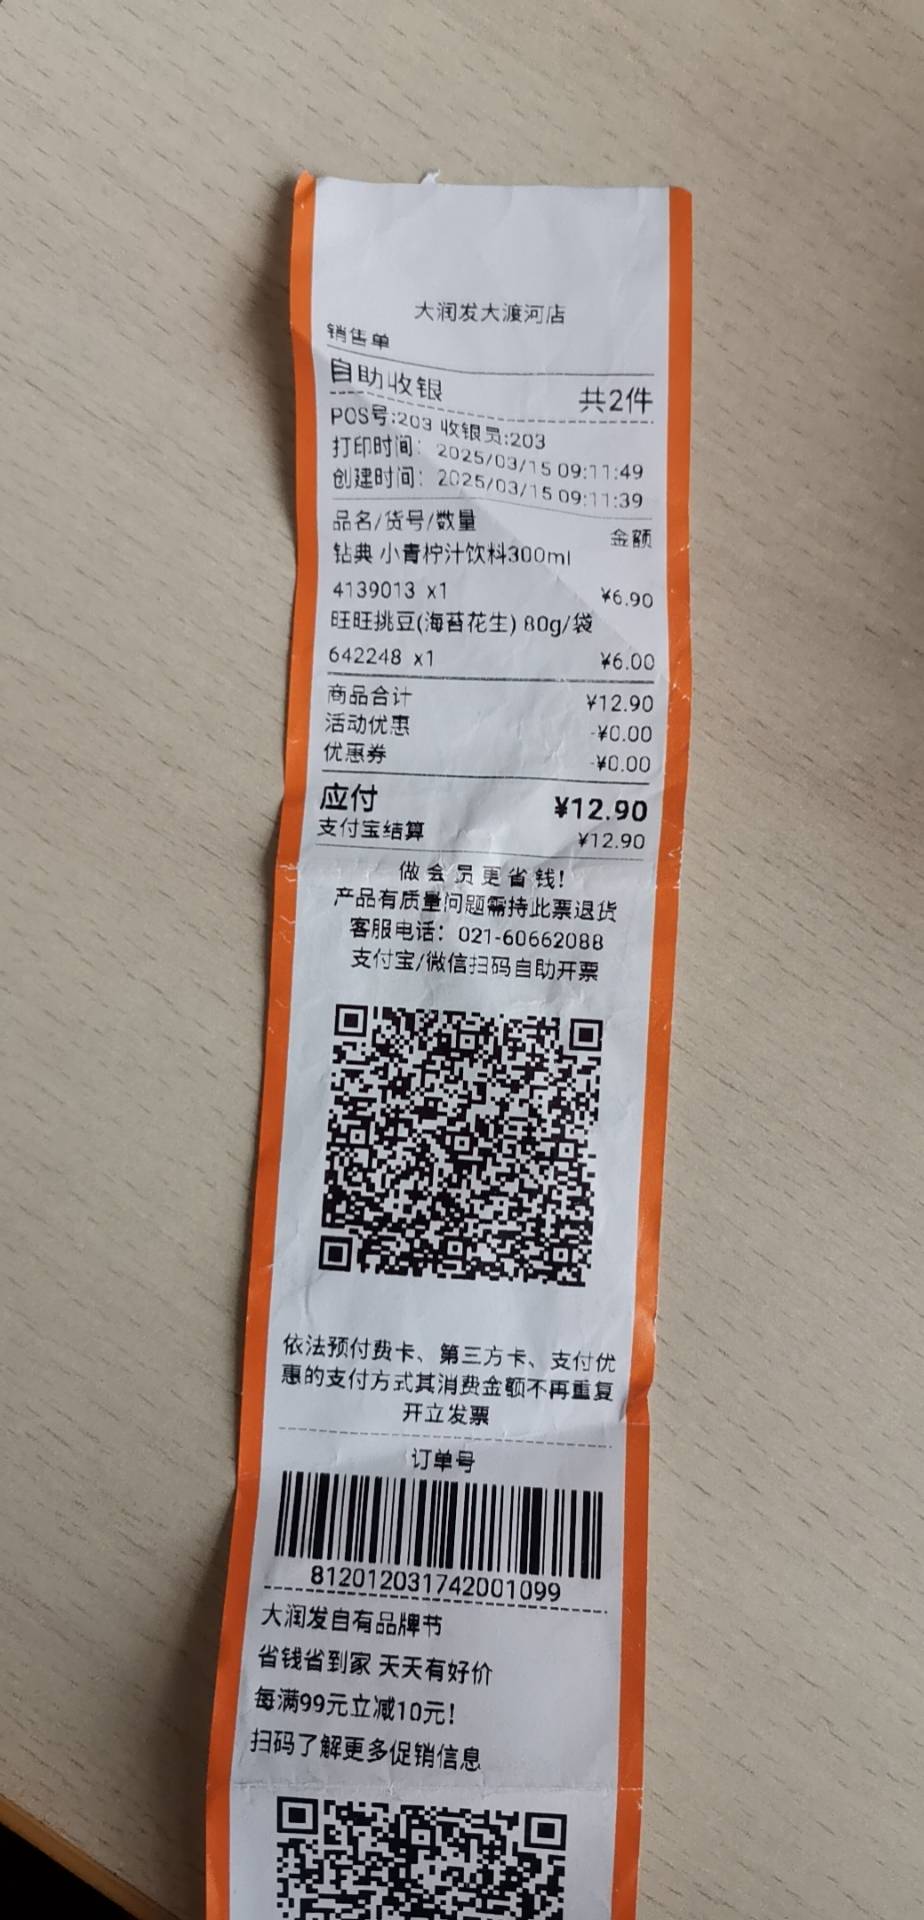 大润发大渡河店
销售单
自助收银 共2件
POS号:203 收银员:203
打印时间: 2025/03/15 09:11:49
创建时间: 2025/03/15 09:11:39
品名/货号/数量 金额
钻典 小青柠汁饮料300ml
4139013 x1 ¥6.90
旺旺挑豆(海苔花生) 80g/袋
642248 x1 ¥6.00
商品合计 ¥12.90
活动优惠 -¥0.00
优惠券 -¥0.00
应付 ¥12.90
支付宝结算 ¥12.90
做会员更省钱!
产品有质量问题需持此票退货
客服电话: 021-60662088
支付宝/微信扫码自助开票
依法预付费卡、第三方卡、支付优
惠的支付方式其消费金额不再重复
开立发票
订单号
812012031742001099
大润发自有品牌节
省钱省到家 天天有好价
每满99元立减10元!
扫码了解更多促销信息